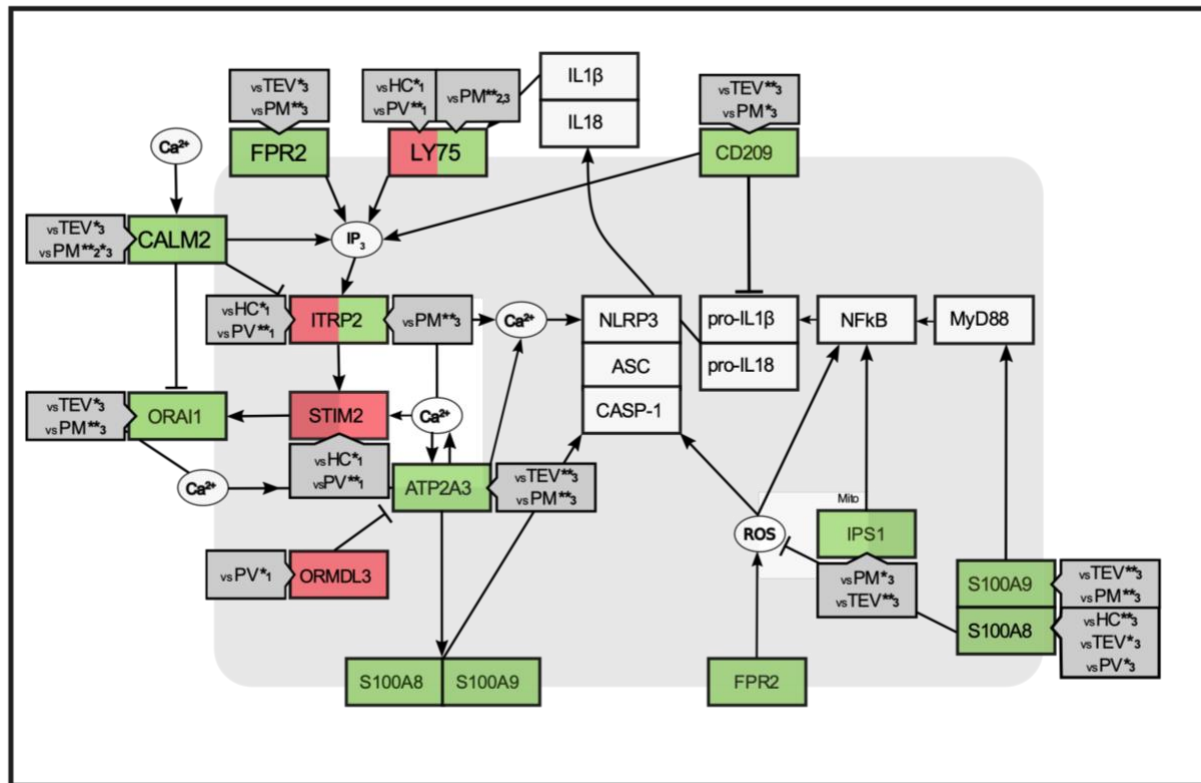 IL1β
IL18
vsTEV*3
vsPM**3
FPR2
vsHC*1
vsPV**1
vsPM**2,3
LY75
vsTEV**3
vsPM*3
CD209
Ca2+
vsTEV*3
vsPM**2*3
CALM2
IP3
vsHC*1
vsPV**1
ITRP2
vsPM**3
Ca2+
NLRP3
ASC
CASP-1
pro-IL1β
pro-IL18
NFkB
MyD88
vsTEV*3
vsPM**3
ORAI1
STIM2
Ca2+
vsHC*1
vsPV**1
Ca2+
ATP2A3
vsTEV**3
vsPM**3
Mito
ROS
IPS1
vsPM*3
vsTEV**3
vsPV*1
ORMDL3
S100A9
vsTEV**3
vsPM**3
S100A8
vsHC**3
vsTEV*3
vsPV*3
S100A8
S100A9
FPR2